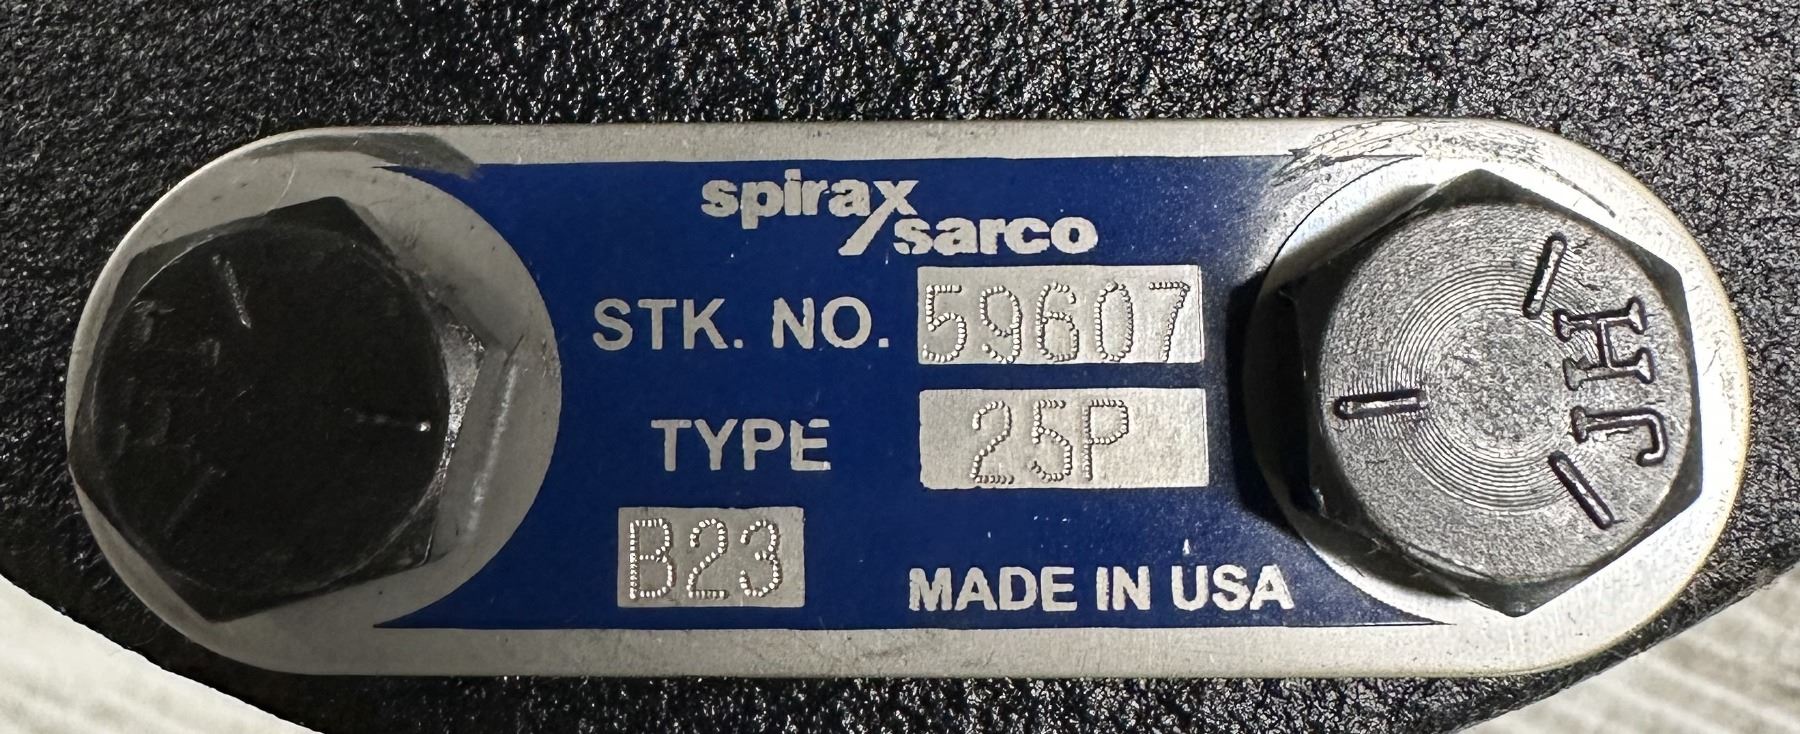 spirax
sarco
STK. NO. 59607
TYPE 25P
B23
MADE IN USA
JH